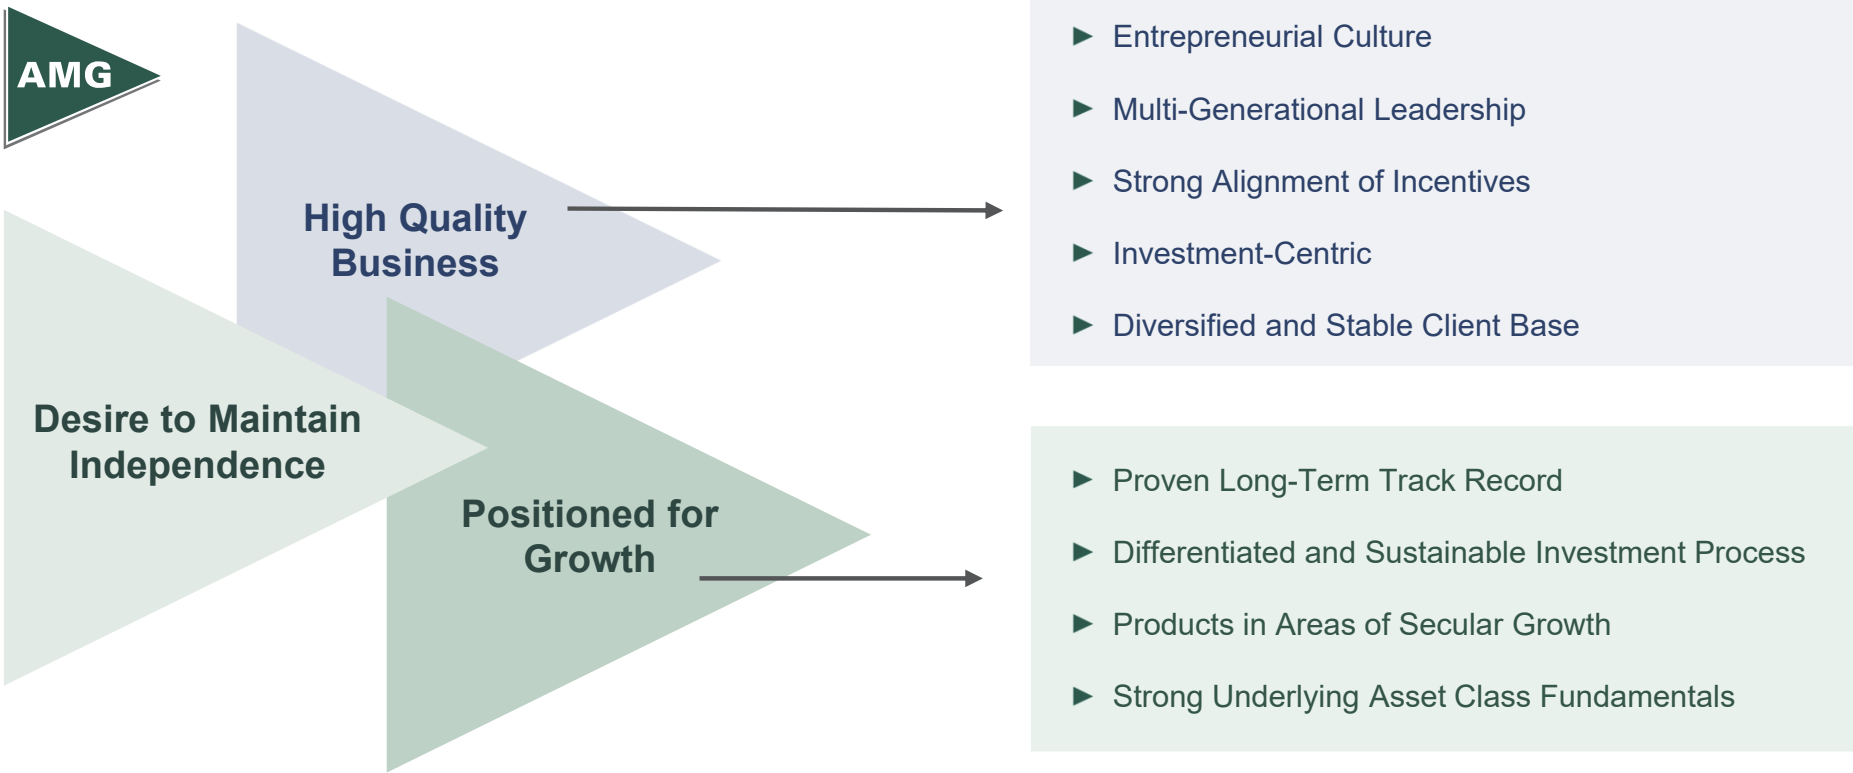 AMG
High Quality
Business
Desire to Maintain
Independence
Positioned for
Growth
Entrepreneurial Culture
Multi-Generational Leadership
Strong Alignment of Incentives
Investment-Centric
Diversified and Stable Client Base
Proven Long-Term Track Record
Differentiated and Sustainable Investment Process
Products in Areas of Secular Growth
Strong Underlying Asset Class Fundamentals